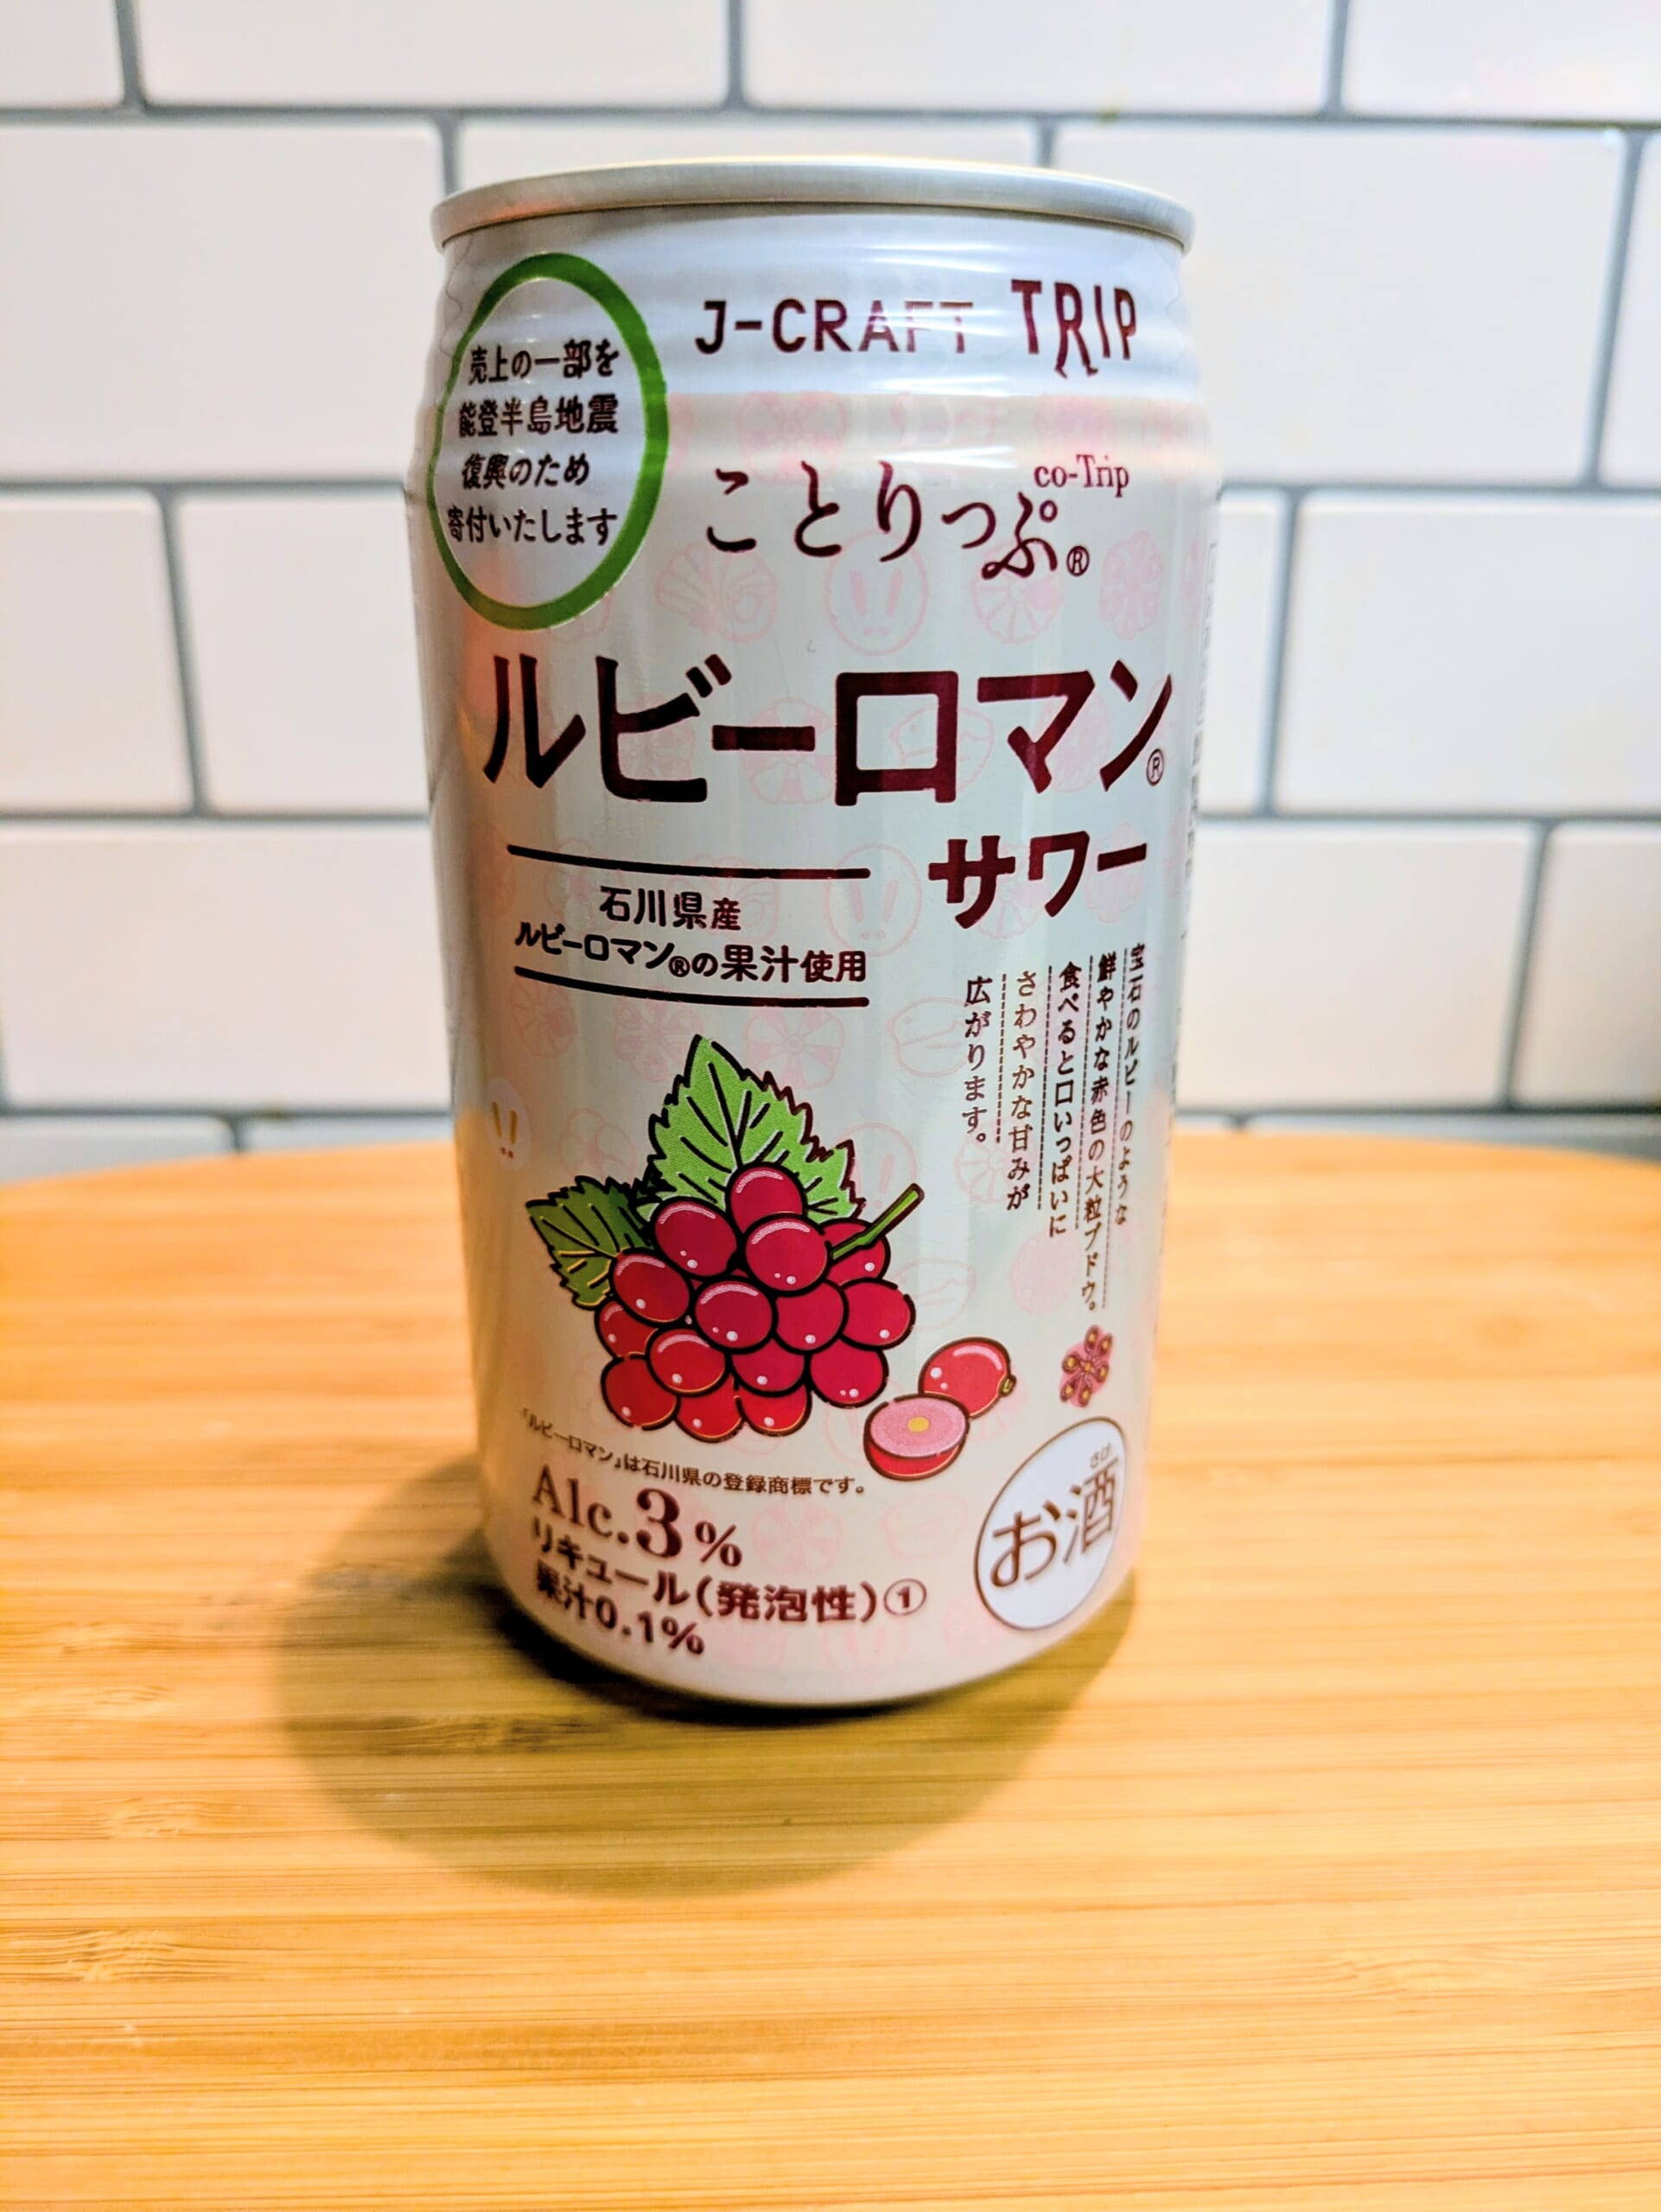 J-CRAFT TRIP
売上の一部を
能登半島地震
復興のため
寄付いたします
co-Trip
ことりっぷ®
ルビーロマン®
サワー
石川県産
ルビーロマン®の果汁使用
宝石のルビーのような
鮮やかな赤色の大粒ブドウ。
食べると口いっぱいに
さわやかな甘みが
広がります。
「ルビーロマン」は石川県の登録商標です。
Alc.3%
リキュール(発泡性)①
果汁0.1%
さけ
お酒